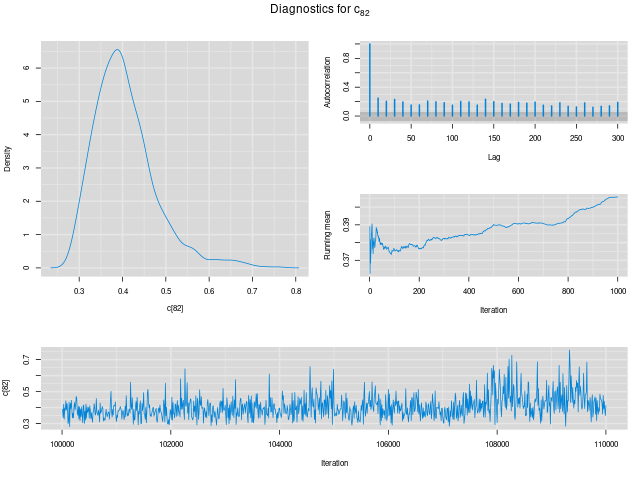 Diagnostics for c82
Density
0 1 2 3 4 5 6
0.3 0.4 0.5 0.6 0.7 0.8
c[82]
Autocorrelation
0.0 0.4 0.8
0 50 100 150 200 250 300
Lag
Running mean
0.37 0.39
0 200 400 600 800 1000
Iteration
c[82]
0.3 0.5 0.7
100000 102000 104000 106000 108000 110000
Iteration